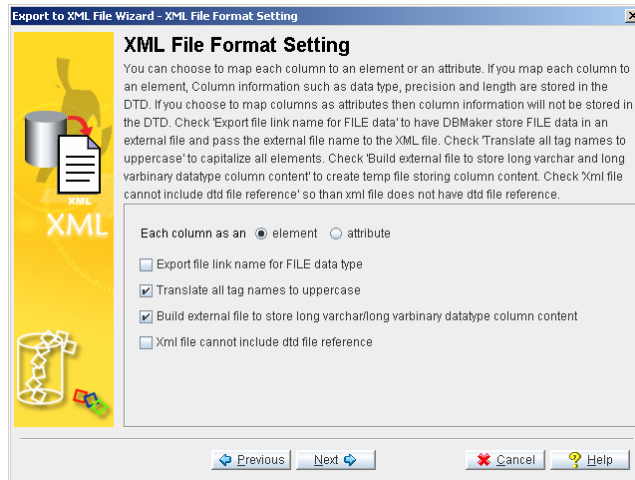 Export to XML File Wizard - XML File Format Setting
XML File Format Setting
You can choose to map each column to an element or an attribute. If you map each column to
an element, Column information such as data type, precision and length are stored in the
DTD. If you choose to map columns as attributes then column information will not be stored in
the DTD. Check 'Export file link name for FILE data' to have DBMaker store FILE data in an
external file and pass the external file name to the XML file. Check 'Translate all tag names to
uppercase' to capitalize all elements. Check 'Build external file to store long varchar and long
varbinary datatype column content' to create temp file storing column content. Check 'Xml file
cannot include dtd file reference' so than xml file does not have dtd file reference.
XML
XML
Each column as an element attribute
Export file link name for FILE data type
Translate all tag names to uppercase
Build external file to store long varchar/long varbinary datatype column content
Xml file cannot include dtd file reference
Previous Next Cancel Help